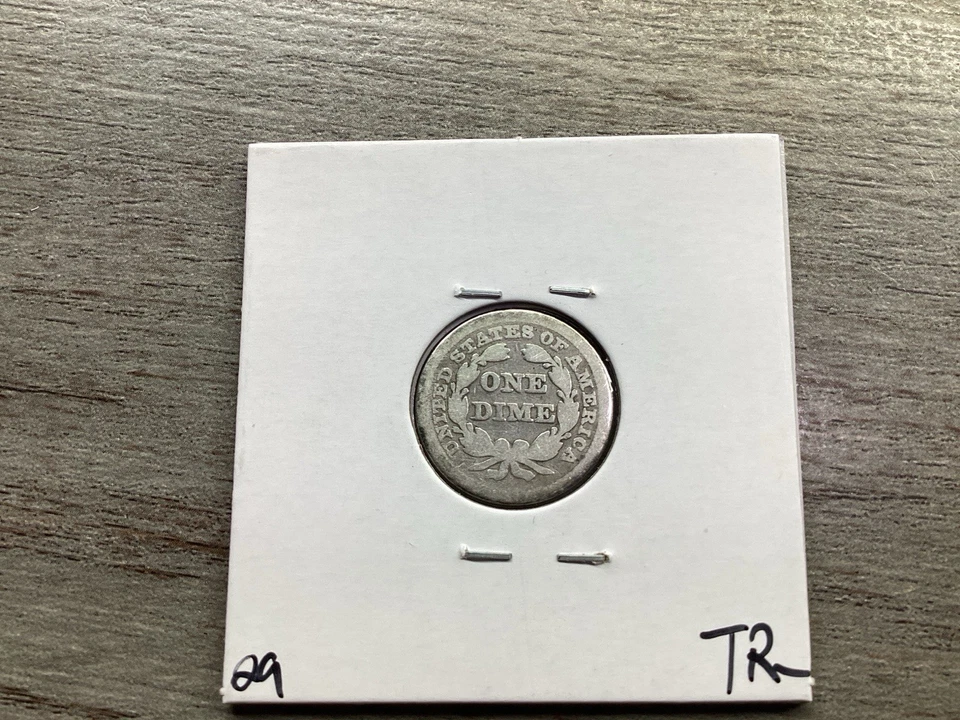 UNITED STATES OF AMERICA
ONE
DIME
29
TR